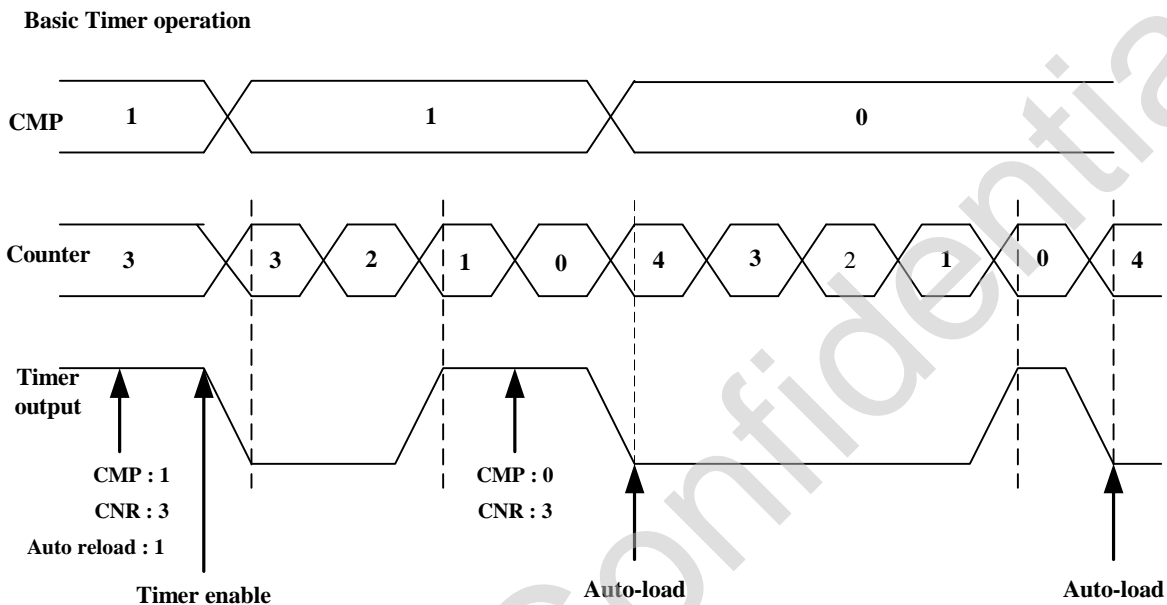 Basic Timer operation
CMP 1 1 0
Counter 3 3 2 1 0 4 3 2 1 0 4
Timer
output
CMP : 1
CNR : 3
Auto reload : 1
Timer enable
CMP : 0
CNR : 3
Auto-load
Auto-load
Confidential